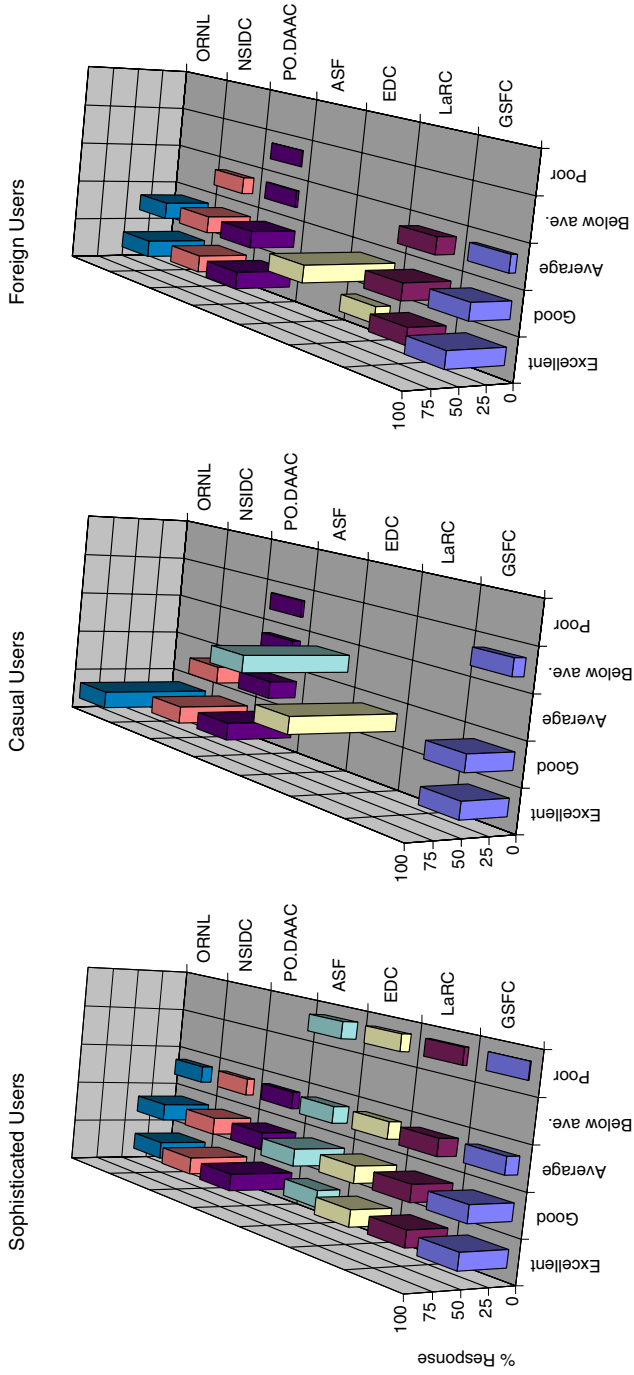 Sophisticated Users
% Response
100
75
50
25
0
Excellent
Good
Average
Below ave.
Poor
ORNL
NSIDC
PO.DAAC
ASF
EDC
LaRC
GSFC
Casual Users
100
75
50
25
0
Excellent
Good
Average
Below ave.
Poor
ORNL
NSIDC
PO.DAAC
ASF
EDC
LaRC
GSFC
Foreign Users
100
75
50
25
0
Excellent
Good
Average
Below ave.
Poor
ORNL
NSIDC
PO.DAAC
ASF
EDC
LaRC
GSFC